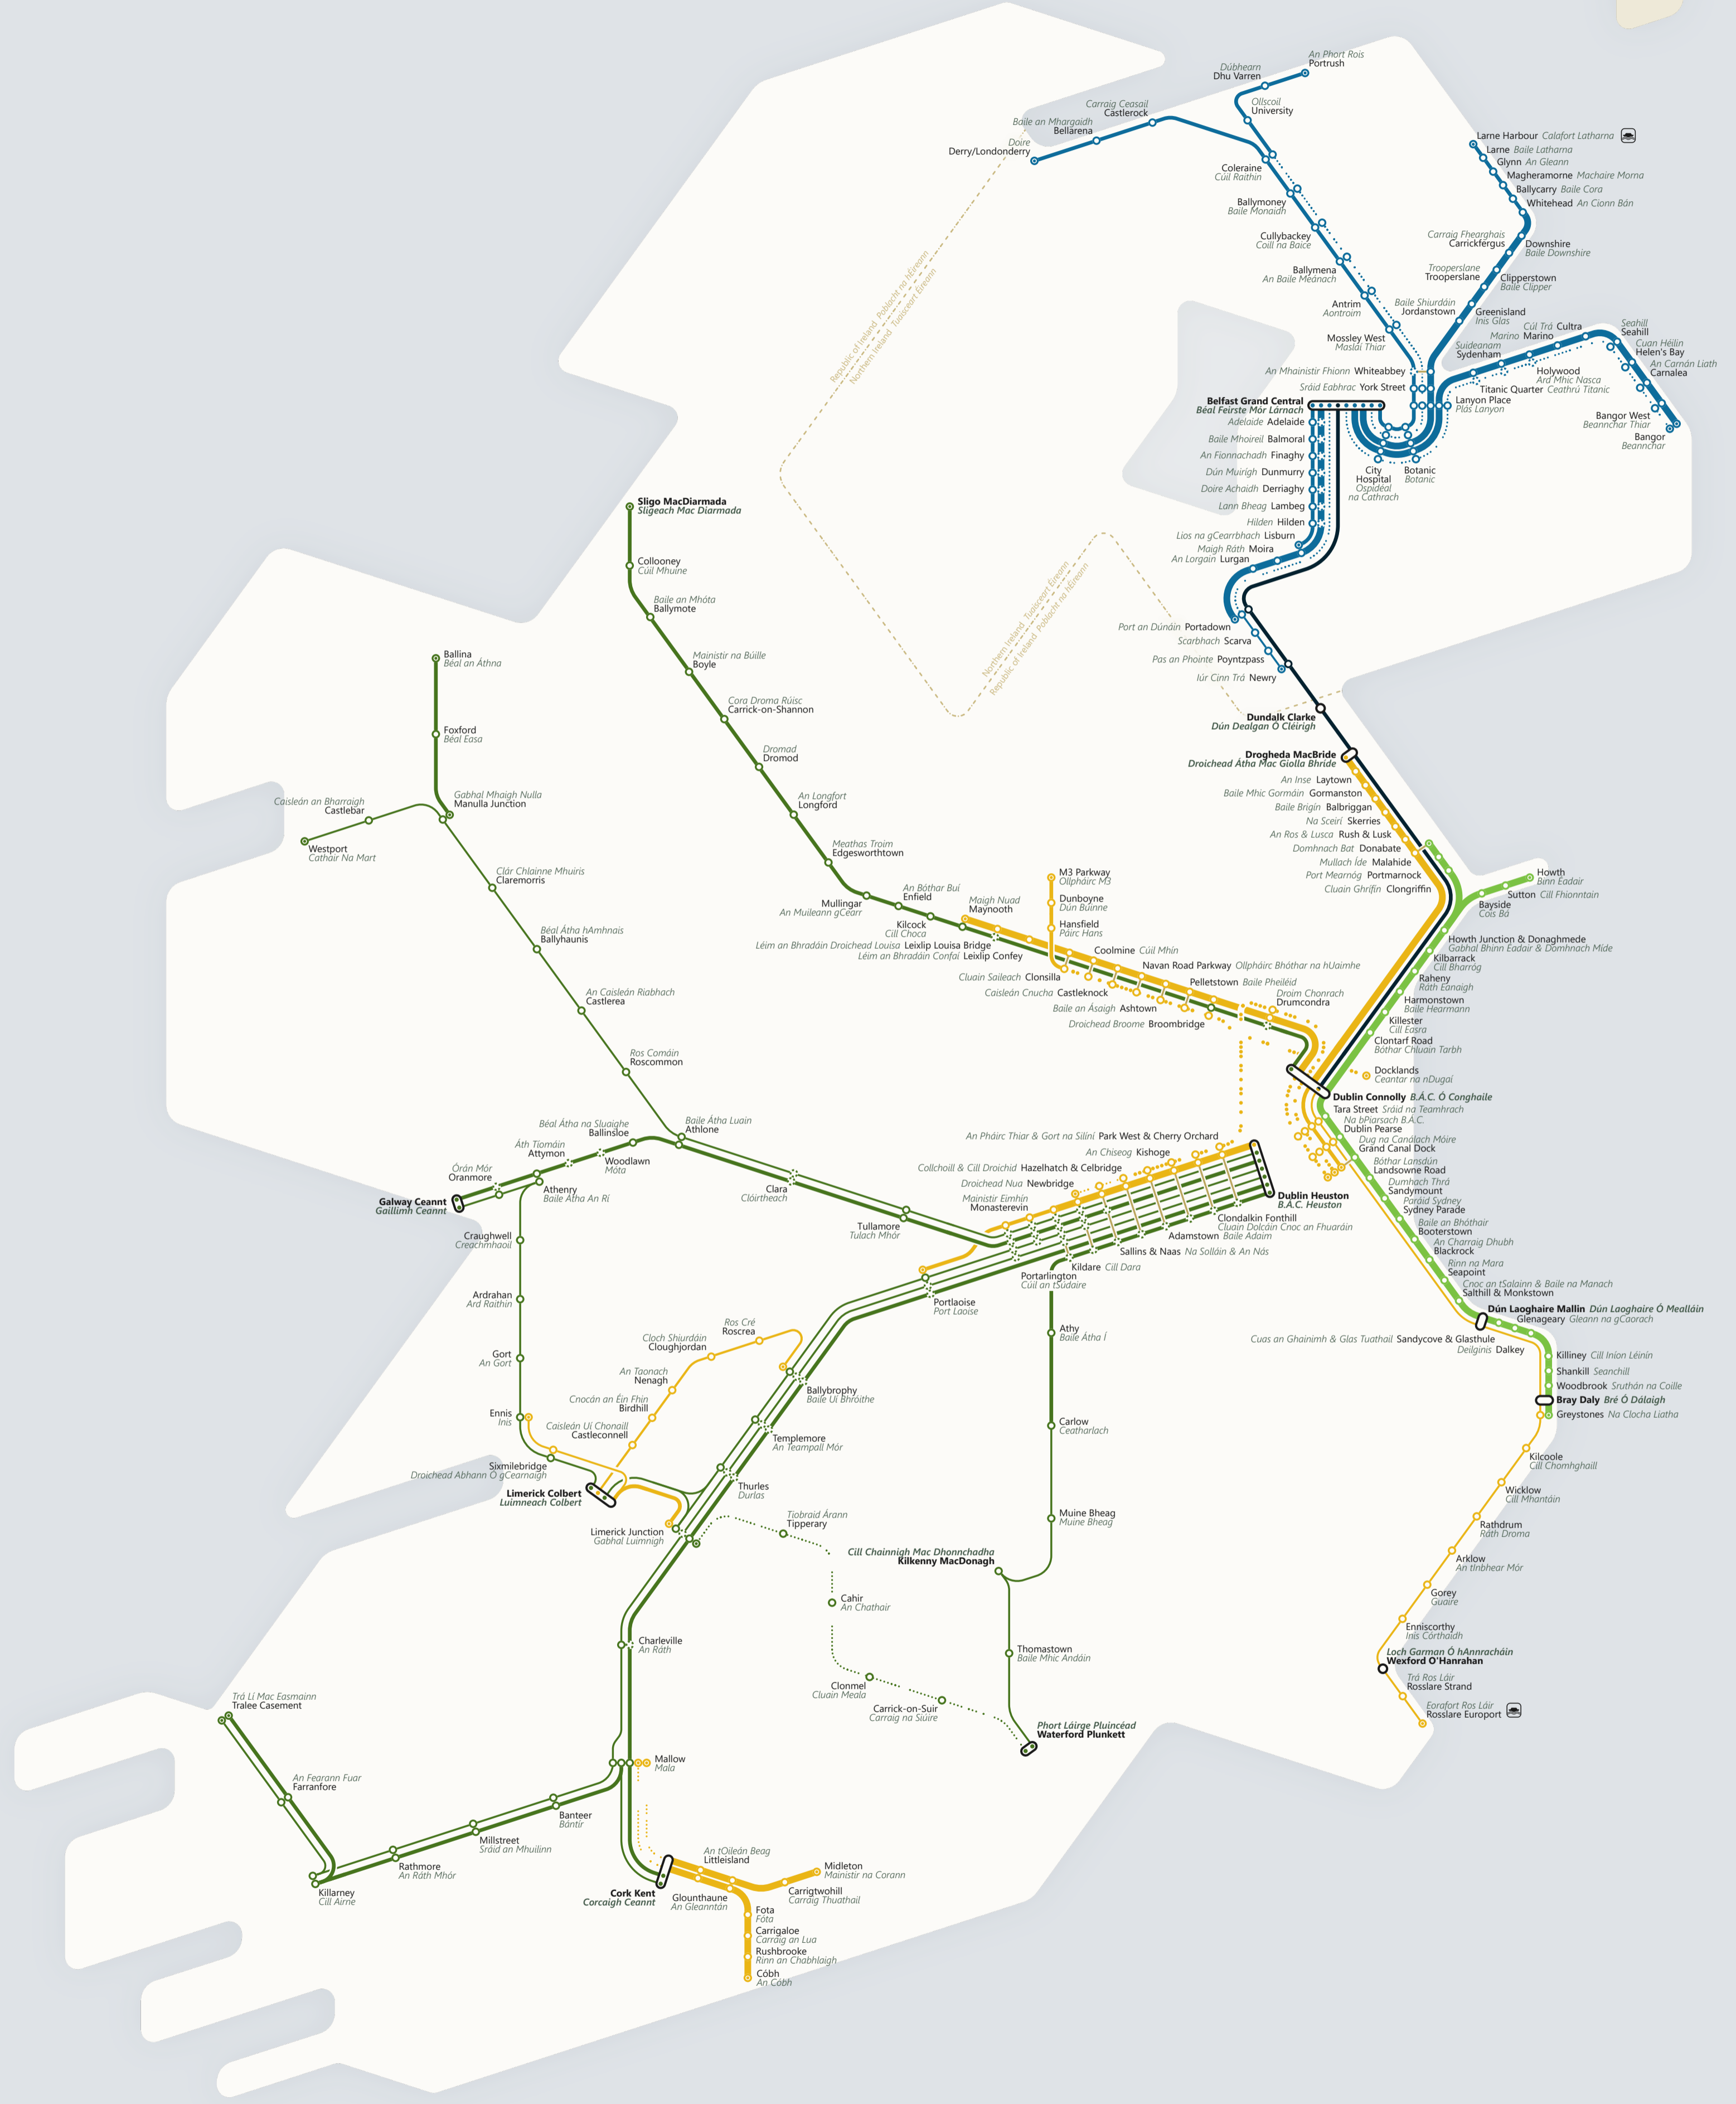 An Phort Rois
Portrush
Dúbhearn
Dhu Varren
Ollscoil
University
Carraig Ceasail
Castlerock
Baile an Mhargaidh
Bellarena
Doire
Derry/Londonderry
Coleraine
Cúil Raithin
Ballymoney
Baile Monaidh
Cullybackey
Coill na Baice
Ballymena
An Baile Meánach
Antrim
Aontroim
Mossley West
Maslaí Thiar
Larne Harbour Calafort Latharna
Larne Baile Latharna
Glynn An Gleann
Magheramorne Machaire Morna
Ballycarry Baile Cora
Whitehead An Cionn Bán
Carraig Fhearghais
Carrickfergus
Downshire
Baile Downshire
Trooperslane
Trooperslane
Clipperstown
Baile Clipper
Baile Shiurdáin
Jordanstown
Greenisland
Inis Glas
An Mhainistir Fhionn Whiteabbey
Sráid Eabhrac York Street
Suideanam
Sydenham
Marino Marino
Cúl Trá Cultra
Seahill
Seahill
Cuan Héilin
Helen's Bay
An Carnán Liath
Carnalea
Holywood
Ard Mhic Nasca
Titanic Quarter Ceathrú Titanic
Lanyon Place
Plás Lanyon
Bangor West
Beannchar Thiar
Bangor
Beannchar
Belfast Grand Central
Béal Feirste Mór Lárnach
City
Hospital
Ospidéal
na Cathrach
Botanic
Botanic
Adelaide Adelaide
Baile Mhoireil Balmoral
An Fionnachadh Finaghy
Dún Muirigh Dunmurry
Doire Achaidh Derriaghy
Lann Bheag Lambeg
Hilden Hilden
Lios na gCearrbhach Lisburn
Maigh Ráth Moira
An Lorgain Lurgan
Port an Dúnáin Portadown
Scarbhach Scarva
Pas an Phointe Poyntzpass
Iúr Cinn Trá Newry
Republic of Ireland Poblacht na hÉireann
Northern Ireland Tuaisceart Éireann
Northern Ireland Tuaisceart Éireann
Republic of Ireland Poblacht na hÉireann
Dundalk Clarke
Dún Dealgan Ó Cléirigh
Drogheda MacBride
Droichead Átha Mac Giolla Bhríde
An Inse Laytown
Baile Mhic Gormáin Gormanston
Baile Brigín Balbriggan
Na Sceirí Skerries
An Ros & Lusca Rush & Lusk
Domhnach Bat Donabate
Mullach Íde Malahide
Port Mearnóg Portmarnock
Cluain Ghrífín Clongriffin
Howth
Binn Éadair
Sutton Cill Fhionntain
Bayside
Cois Bá
Howth Junction & Donaghmede
Gabhal Bhinn Éadair & Domhnach Míde
Kilbarrack
Cill Bharróg
Raheny
Ráth Eanaigh
Harmonstown
Baile Hearmann
Killester
Cill Easra
Clontarf Road
Bóthar Chluain Tarbh
Docklands
Ceantar na nDugaí
Dublin Connolly B.Á.C. Ó Conghaile
Tara Street Sráid na Teamhrach
Na bPiarsach B.Á.C.
Dublin Pearse
Dug na Canálach Móire
Grand Canal Dock
Bóthar Lansdún
Landsowne Road
Dumhach Thrá
Sandymount
Paráid Sydney
Sydney Parade
Baile an Bhóthair
Booterstown
An Charraig Dhubh
Blackrock
Rinn na Mara
Seapoint
Cnoc an tSalainn & Baile na Manach
Salthill & Monkstown
Dún Laoghaire Mallin Dún Laoghaire Ó Mealláin
Glenageary Gleann na gCaorach
Cuas an Ghainimh & Glas Tuathail Sandycove & Glasthule
Deilginis Dalkey
Killiney Cill Iníon Léinín
Shankill Seanchill
Woodbrook Sruthán na Coille
Bray Daly Bré Ó Dálaigh
Greystones Na Clocha Liatha
Kilcoole
Cill Chomhghaill
Wicklow
Cill Mhantáin
Rathdrum
Ráth Droma
Arklow
An tInbhear Mór
Gorey
Guaire
Enniscorthy
Inis Córthaidh
Loch Garman Ó hAnnracháin
Wexford O'Hanrahan
Trá Ros Láir
Rosslare Strand
Eorafort Ros Láir
Rosslare Europort
Sligo MacDiarmada
Sligeach Mac Diarmada
Collooney
Cúil Mhuine
Baile an Mhóta
Ballymote
Mainistir na Búille
Boyle
Cora Droma Rúisc
Carrick-on-Shannon
Dromad
Dromod
An Longfort
Longford
Meathas Troim
Edgesworthtown
Mullingar
An Muileann gCearr
An Bóthar Buí
Enfield
Kilcock
Cill Choca
Maigh Nuad
Maynooth
Léim an Bhradáin Droichead Louisa Leixlip Louisa Bridge
Léim an Bhradáin Confaí Leixlip Confey
M3 Parkway
Ollpháirc M3
Dunboyne
Dún Búinne
Hansfield
Páirc Hans
Cluain Saileach Clonsilla
Coolmine Cúil Mhín
Caisleán Cnucha Castleknock
Navan Road Parkway Ollpháirc Bhóthar na hUaimhe
Baile an Ásaigh Ashtown
Pelletstown Baile Pheiléid
Droichead Broome Broombridge
Droim Chonrach
Drumcondra
Ballina
Béal an Átha
Foxford
Béal Easa
Gabhal Mhaigh Nulla
Manulla Junction
Caisleán an Bharraigh
Castlebar
Westport
Cathair Na Mart
Clár Chlainne Mhuiris
Claremorris
Béal Átha hAmhnais
Ballyhaunis
An Caisleán Riabhach
Castlerea
Ros Comáin
Roscommon
Baile Átha Luain
Athlone
Béal Átha na Sluaighe
Ballinsloe
Áth Tíomáin
Attymon
Woodlawn
Móta
Órán Mór
Oranmore
Athenry
Baile Átha An Rí
Galway Ceannt
Gaillimh Ceannt
Clara
Clóirtheach
Tullamore
Tulach Mhór
An Pháirc Thiar & Gort na Silíní Park West & Cherry Orchard
An Chiseog Kishoge
Collchoill & Cill Droichid Hazelhatch & Celbridge
Droichead Nua Newbridge
Mainistir Eimhín
Monasterevin
Dublin Heuston
B.Á.C. Heuston
Clondalkin Fonthill
Cluain Dolcáin Cnoc an Fhuaráin
Adamstown Baile Adaim
Sallins & Naas Na Solláin & An Nás
Kildare Cill Dara
Portarlington
Cúil an tSúdaire
Portlaoise
Port Laoise
Athy
Baile Átha Í
Carlow
Ceatharlach
Muine Bheag
Muine Bheag
Cill Chainnigh Mac Dhonnchadha
Kilkenny MacDonagh
Thomastown
Baile Mhic Andáin
Phort Láirge Pluincéad
Waterford Plunkett
Craughwell
Creachmhaoil
Ardrahan
Ard Raithin
Gort
An Gort
Ennis
Inis
Sixmilebridge
Droichead Abhann Ó gCearnaigh
Limerick Colbert
Luimneach Colbert
Ros Cré
Roscrea
Cloch Shiurdáin
Cloughjordan
An Taonach
Nenagh
Cnocán an Éin Fhin
Birdhill
Caisleán Uí Chonaill
Castleconnell
Ballybrophy
Baile Uí Bhróithe
Templemore
An Teampall Mór
Thurles
Durlas
Limerick Junction
Gabhal Luimnigh
Tiobraid Árann
Tipperary
Cahir
An Chathair
Clonmel
Cluain Meala
Carrick-on-Suir
Carraig na Siúire
Charleville
An Ráth
Mallow
Mala
Trá Lí Mac Easmainn
Tralee Casement
An Fearann Fuar
Farranfore
Killarney
Cill Airne
Rathmore
An Ráth Mhór
Millstreet
Sráid an Mhuilinn
Banteer
Bántír
Cork Kent
Corcaigh Ceannt
An tOileán Beag
Littleisland
Glounthaune
An Gleanntán
Midleton
Mainistir na Corann
Carrigtwohill
Carraig Thuathail
Fota
Fóta
Carrigaloe
Carraig an Lua
Rushbrooke
Rinn an Chabhlaigh
Cóbh
An Cóbh